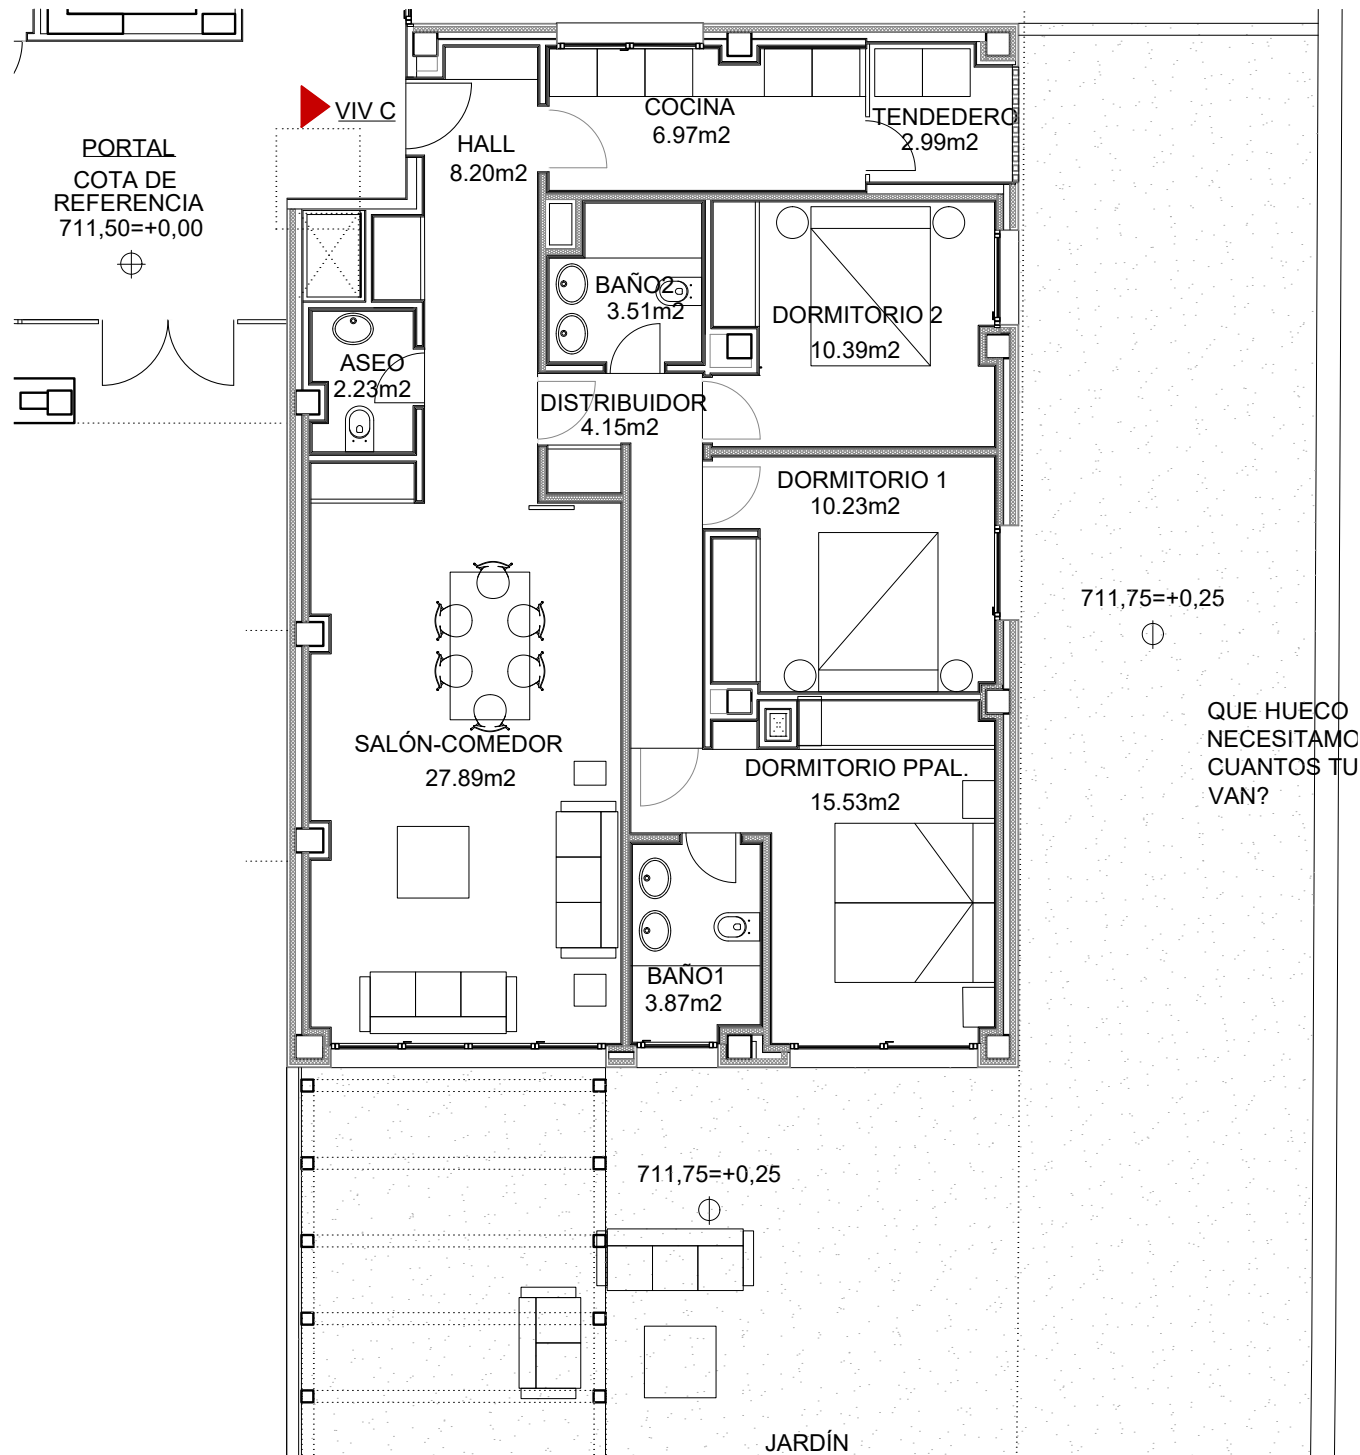 VIV C
PORTAL
COTA DE
REFERENCIA
711,50=+0,00
HALL
8.20m2
COCINA
6.97m2
TENDEDERO
2.99m2
BAÑO2
3.51m2
DORMITORIO 2
10.39m2
ASEO
2.23m2
DISTRIBUIDOR
4.15m2
DORMITORIO 1
10.23m2
711,75=+0,25
QUE HUECO
NECESITAMO
CUANTOS TU
VAN?
SALÓN-COMEDOR
27.89m2
DORMITORIO PPAL.
15.53m2
BAÑO1
3.87m2
711,75=+0,25
JARDÍN